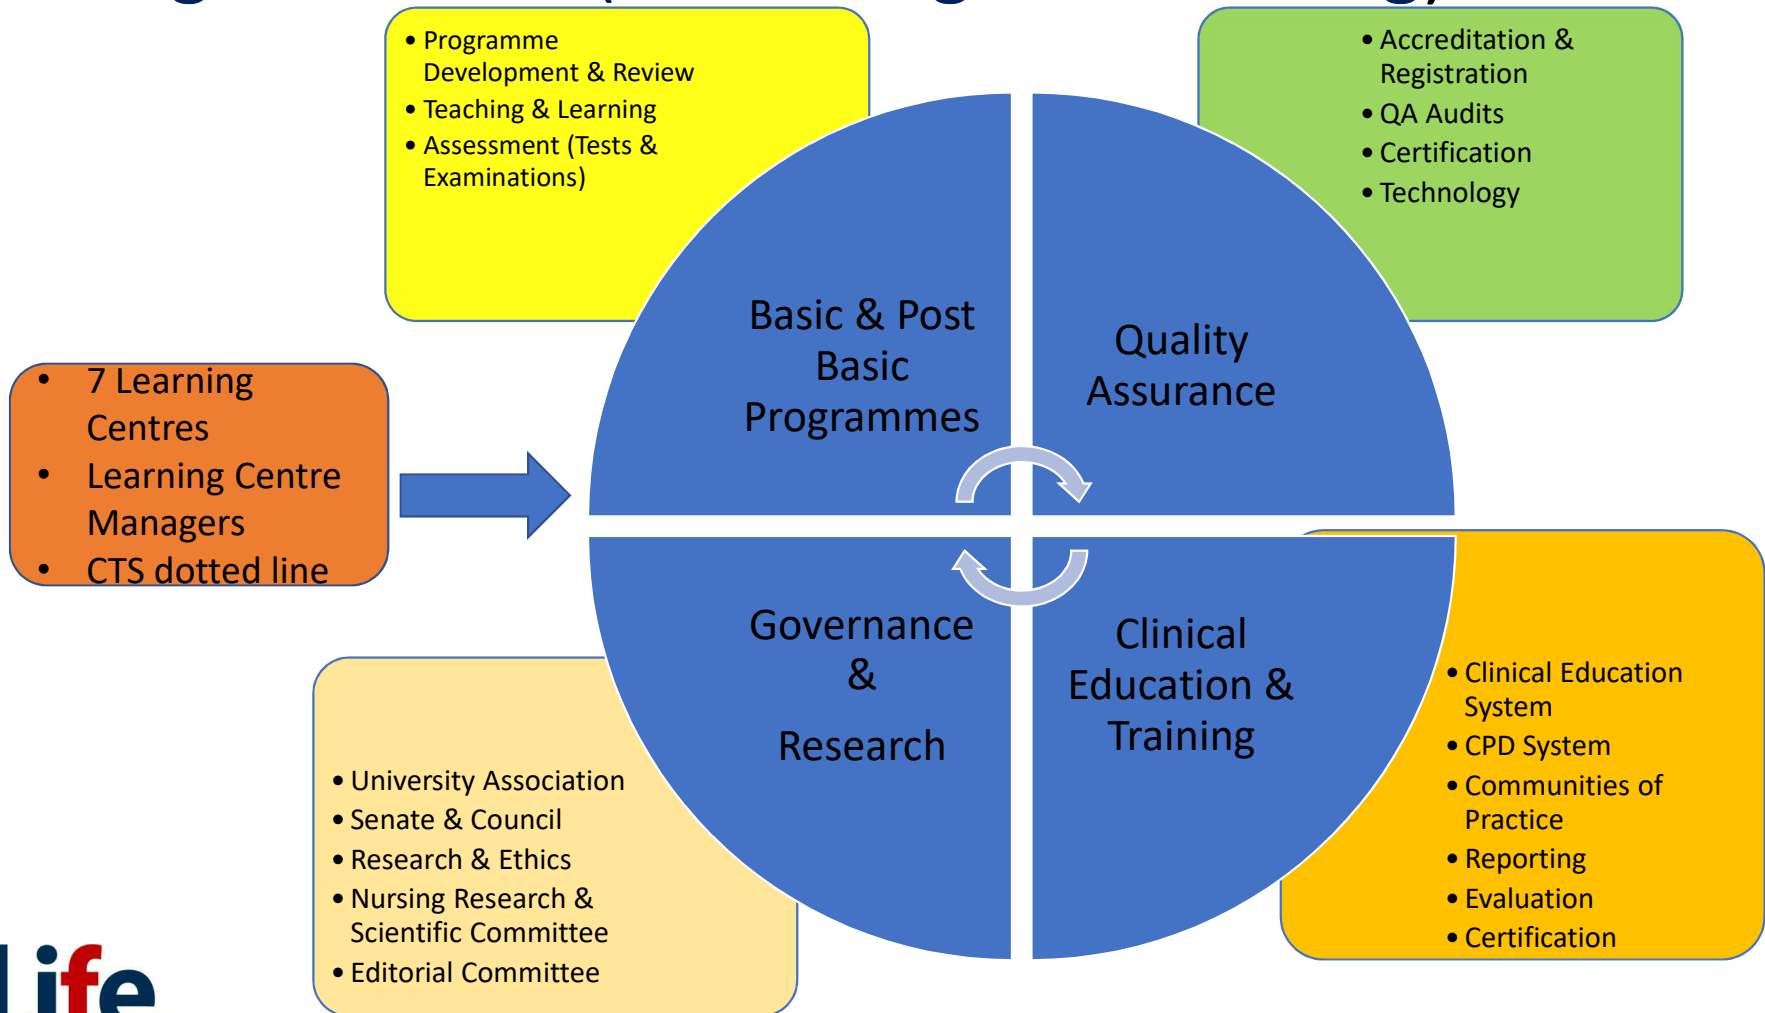 • Programme
Development & Review
• Teaching & Learning
• Assessment (Tests &
Examinations)
• Accreditation &
Registration
• QA Audits
• Certification
• Technology
Basic & Post
Basic
Programmes
Quality
Assurance
• 7 Learning
Centres
• Learning Centre
Managers
• CTS dotted line
Governance
&
Research
Clinical
Education &
Training
• University Association
• Senate & Council
• Research & Ethics
• Nursing Research &
Scientific Committee
• Editorial Committee
• Clinical Education
System
• CPD System
• Communities of
Practice
• Reporting
• Evaluation
• Certification
Life